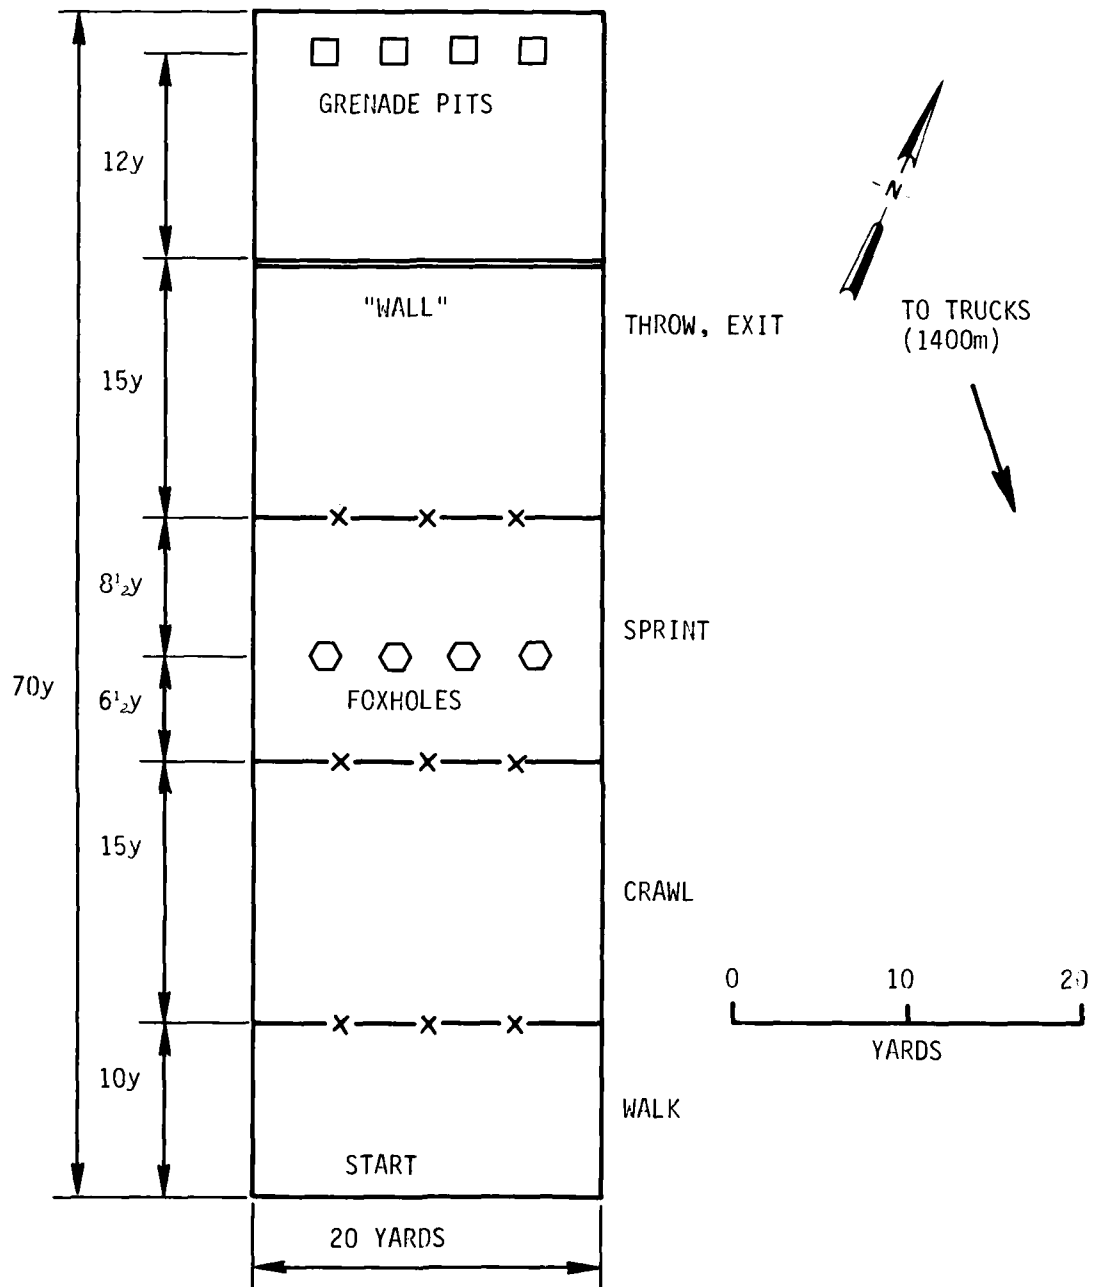 GRENADE PITS
12y
"WALL"
THROW, EXIT
N
TO TRUCKS
(1400m)
15y
8½y
SPRINT
70y
6½y
FOXHOLES
15y
CRAWL
0 10 20
YARDS
10y
WALK
START
20 YARDS